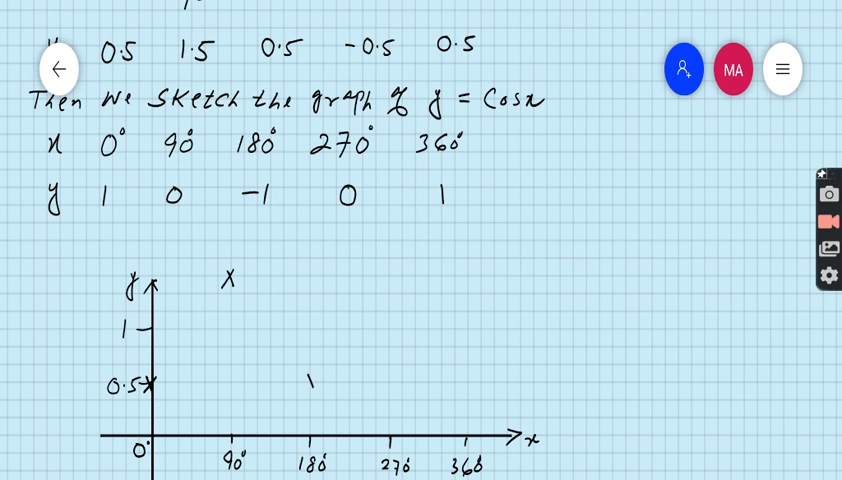 0.5 1.5 0.5 -0.5 0.5
MA
Then we sketch the graph of y = Cosx
x 0° 90° 180° 270° 360°
y 1 0 -1 0 1
y
1
0.5
x
0° 90° 180° 270° 360°